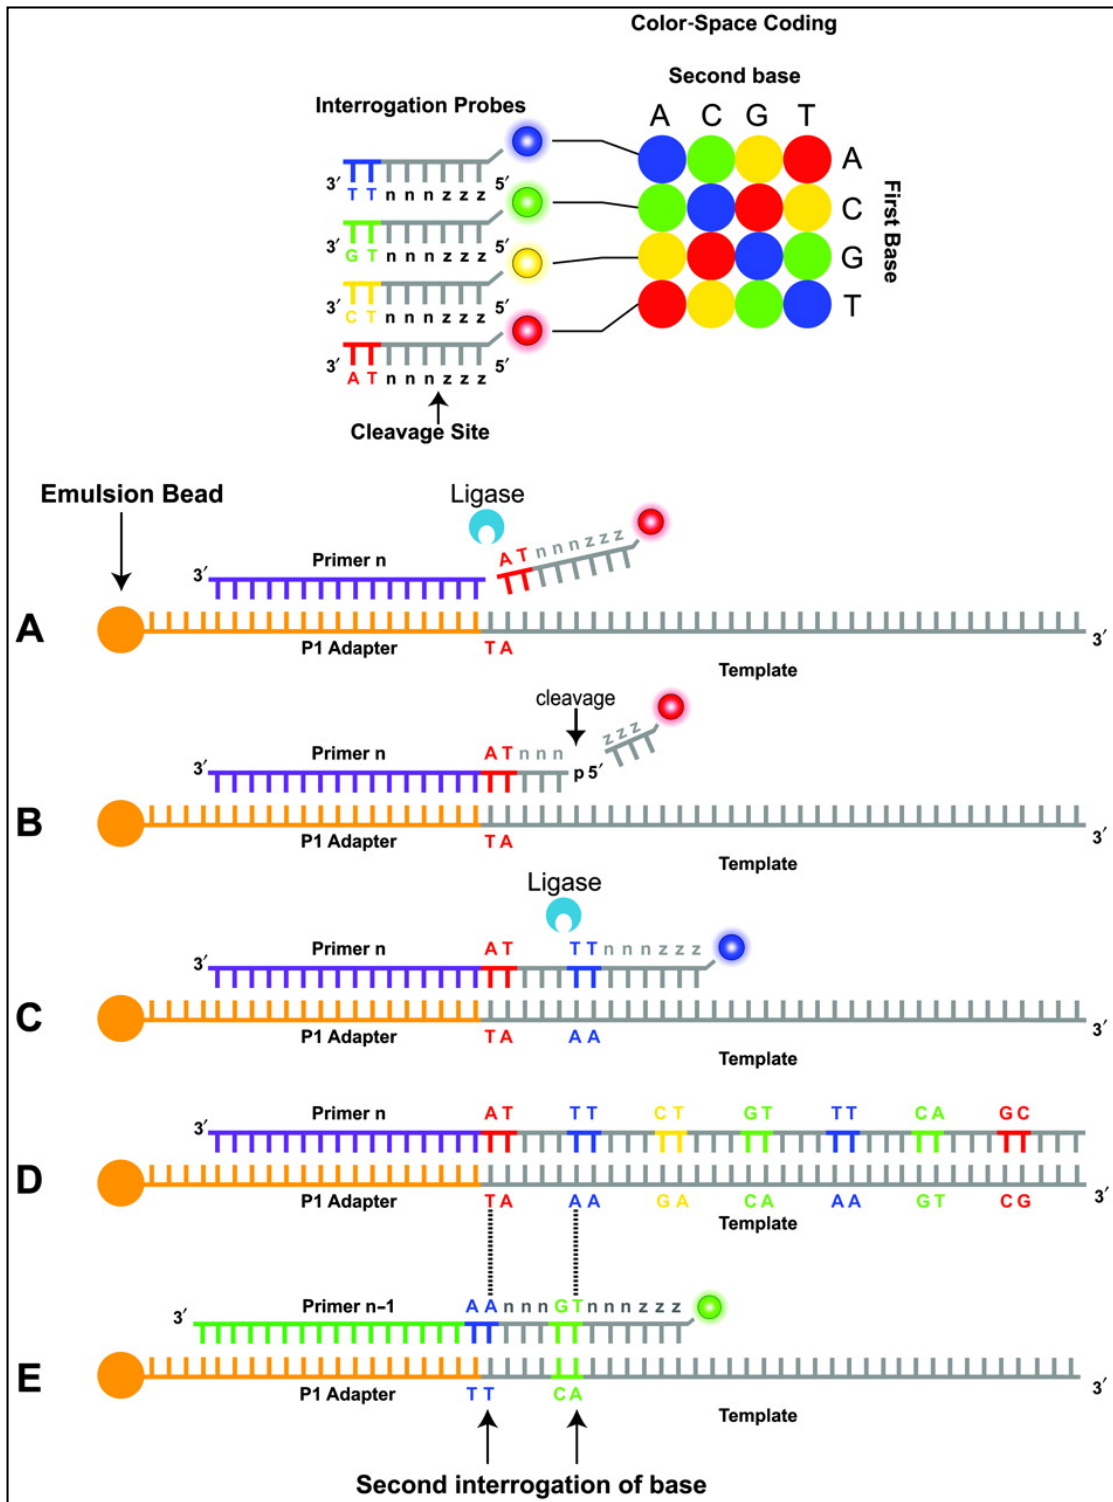 Color-Space Coding
Second base
Interrogation Probes
A C G T
A
C
G
T
First Base
3′ T T n n n z z z 5′
3′ G T n n n z z z 5′
3′ C T n n n z z z 5′
3′ A T n n n z z z 5′
Cleavage Site
Emulsion Bead
Ligase
Primer n
3′
A T n n n z z z
A
P1 Adapter
T A
Template
3′
cleavage
z z z
Primer n
3′
A T n n n
p 5′
B
P1 Adapter
T A
Template
3′
Ligase
Primer n
3′
A T
T T n n n z z z
C
P1 Adapter
T A
A A
Template
3′
Primer n
3′
A T T T C T G T T T C A G C
D
P1 Adapter
T A A A G A C A A A G T C G
Template
3′
Primer n–1
3′
A A n n n G T n n n z z z
E
P1 Adapter
T T
C A
Template
3′
Second interrogation of base